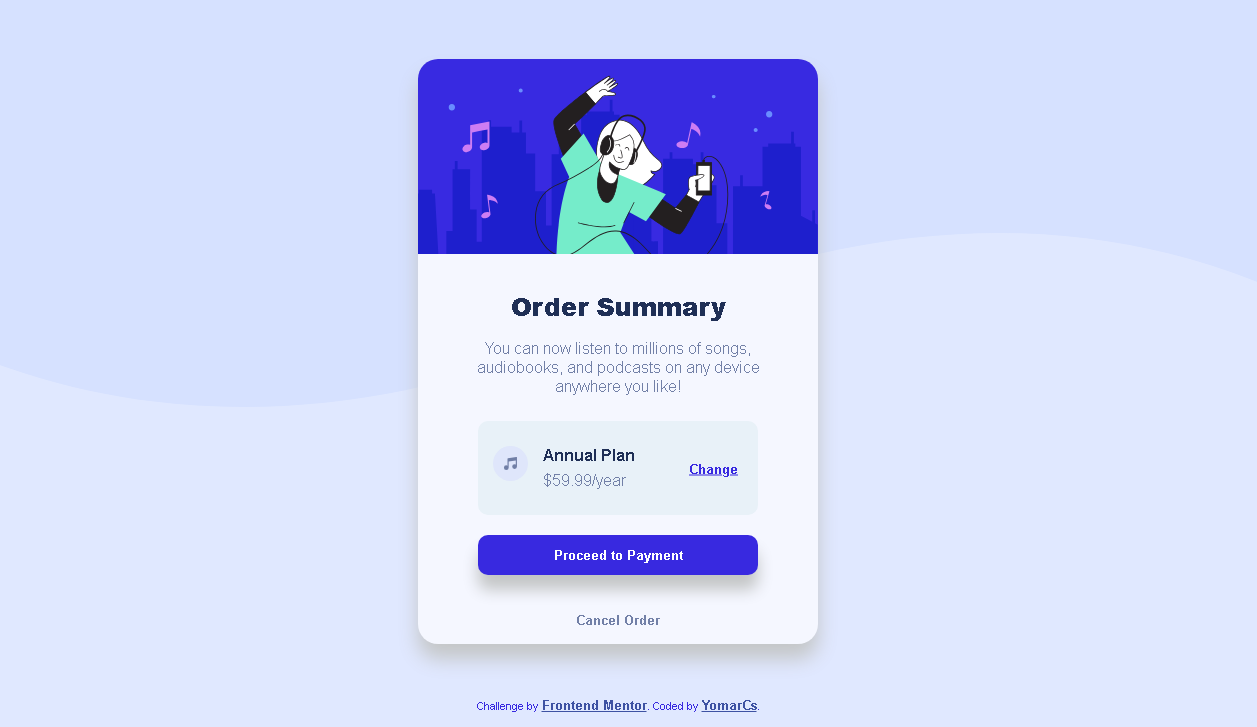 Order Summary
You can now listen to millions of songs,
audiobooks, and podcasts on any device
anywhere you like!
Annual Plan
$59.99/year
Change
Proceed to Payment
Cancel Order
Challenge by Frontend Mentor. Coded by YomarCs.